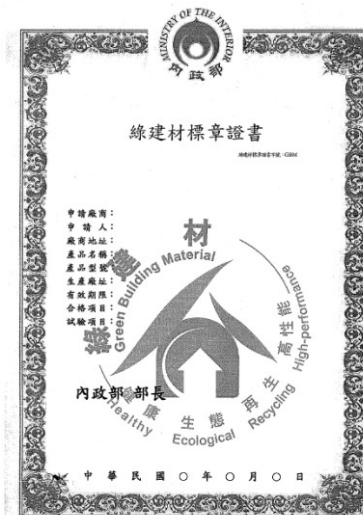 MINISTRY OF THE INTERIOR
內政部
綠建材標章證書
申請廠商：
申請人：
廠商地址：
產品名稱：
產品型號：
生產廠址：
有效期限：
合格項目：
試驗項目：
綠建材
Green Building Material
健康 生態 再生 高性能
Healthy Ecological Recycling High-performance
內政部 部長
中華民國○年○月○日